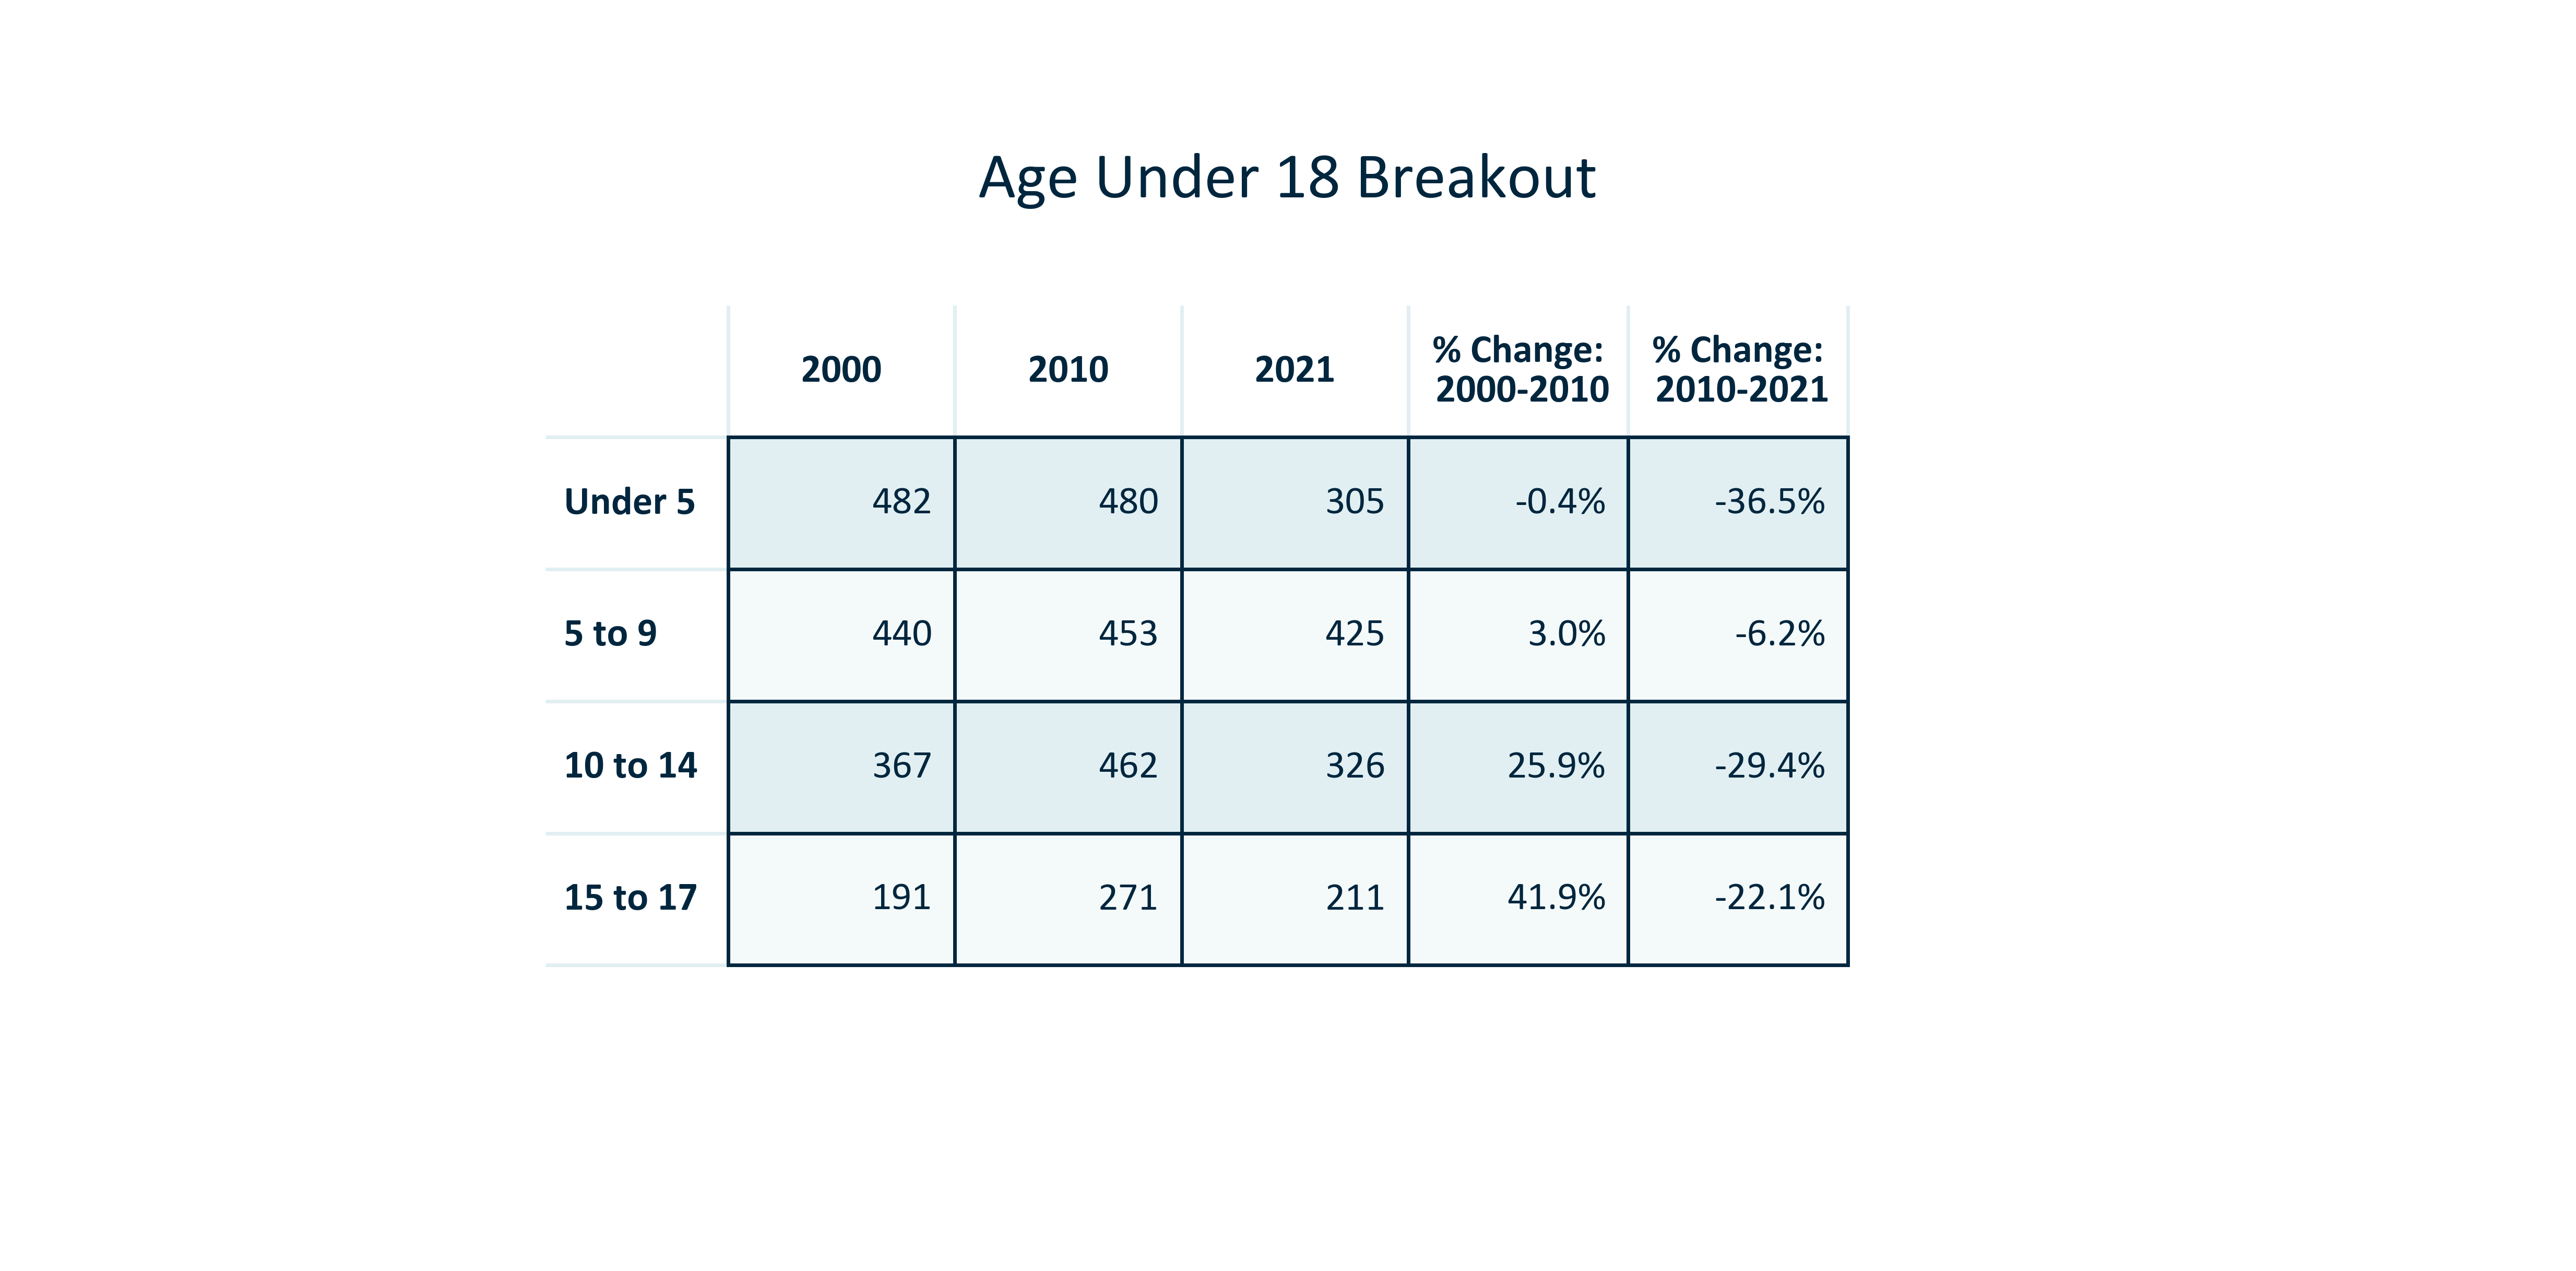 Age Under 18 Breakout
2000 2010 2021 % Change: 2000-2010 % Change: 2010-2021
Under 5 482 480 305 -0.4% -36.5%
5 to 9 440 453 425 3.0% -6.2%
10 to 14 367 462 326 25.9% -29.4%
15 to 17 191 271 211 41.9% -22.1%